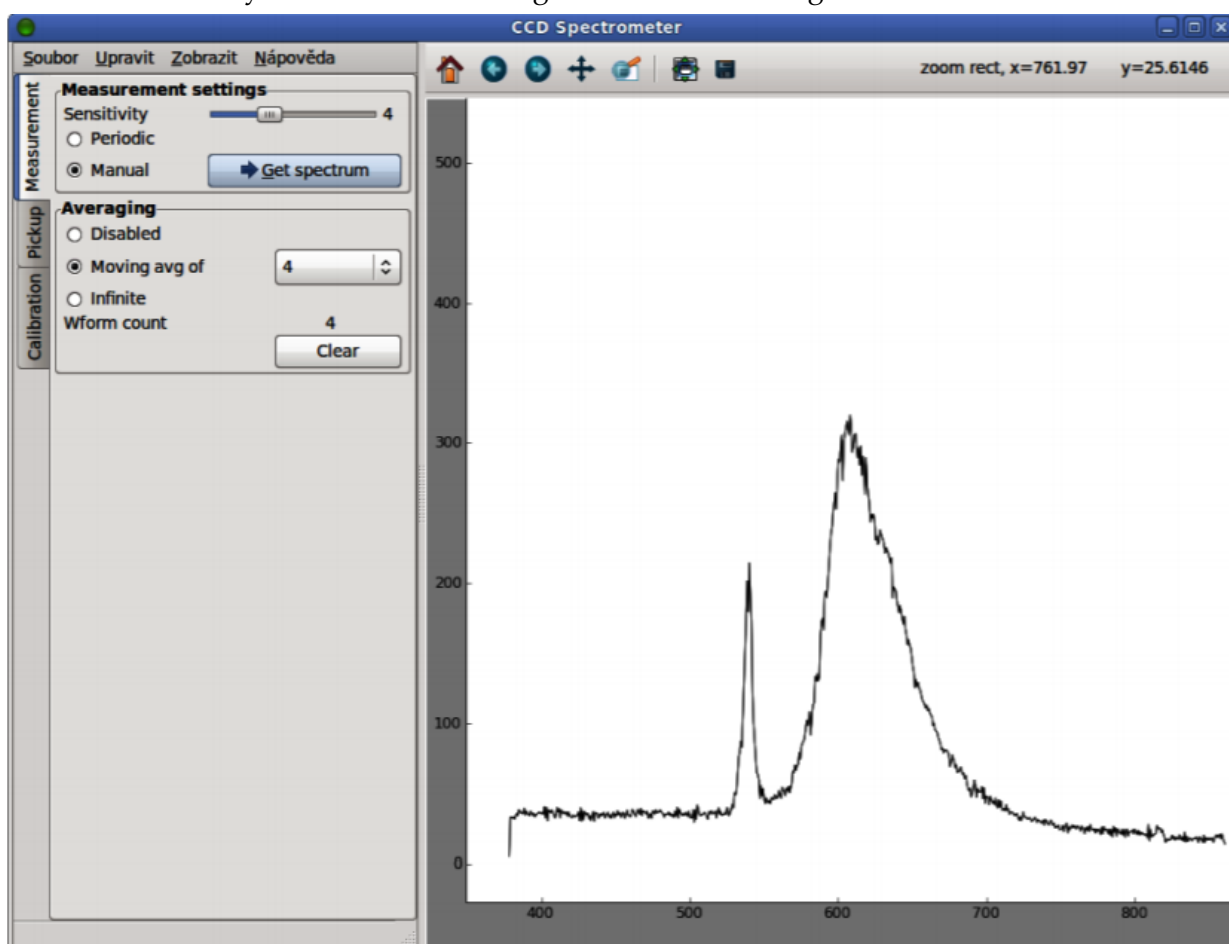 CCD Spectrometer
Soubor Upravit Zobrazit Nápověda
zoom rect, x=761.97 y=25.6146
Measurement
Pickup
Calibration
Measurement settings
Sensitivity 4
Periodic
Manual Get spectrum
Averaging
Disabled
Moving avg of 4
Infinite
Wform count 4
Clear
500
400
300
200
100
0
400 500 600 700 800